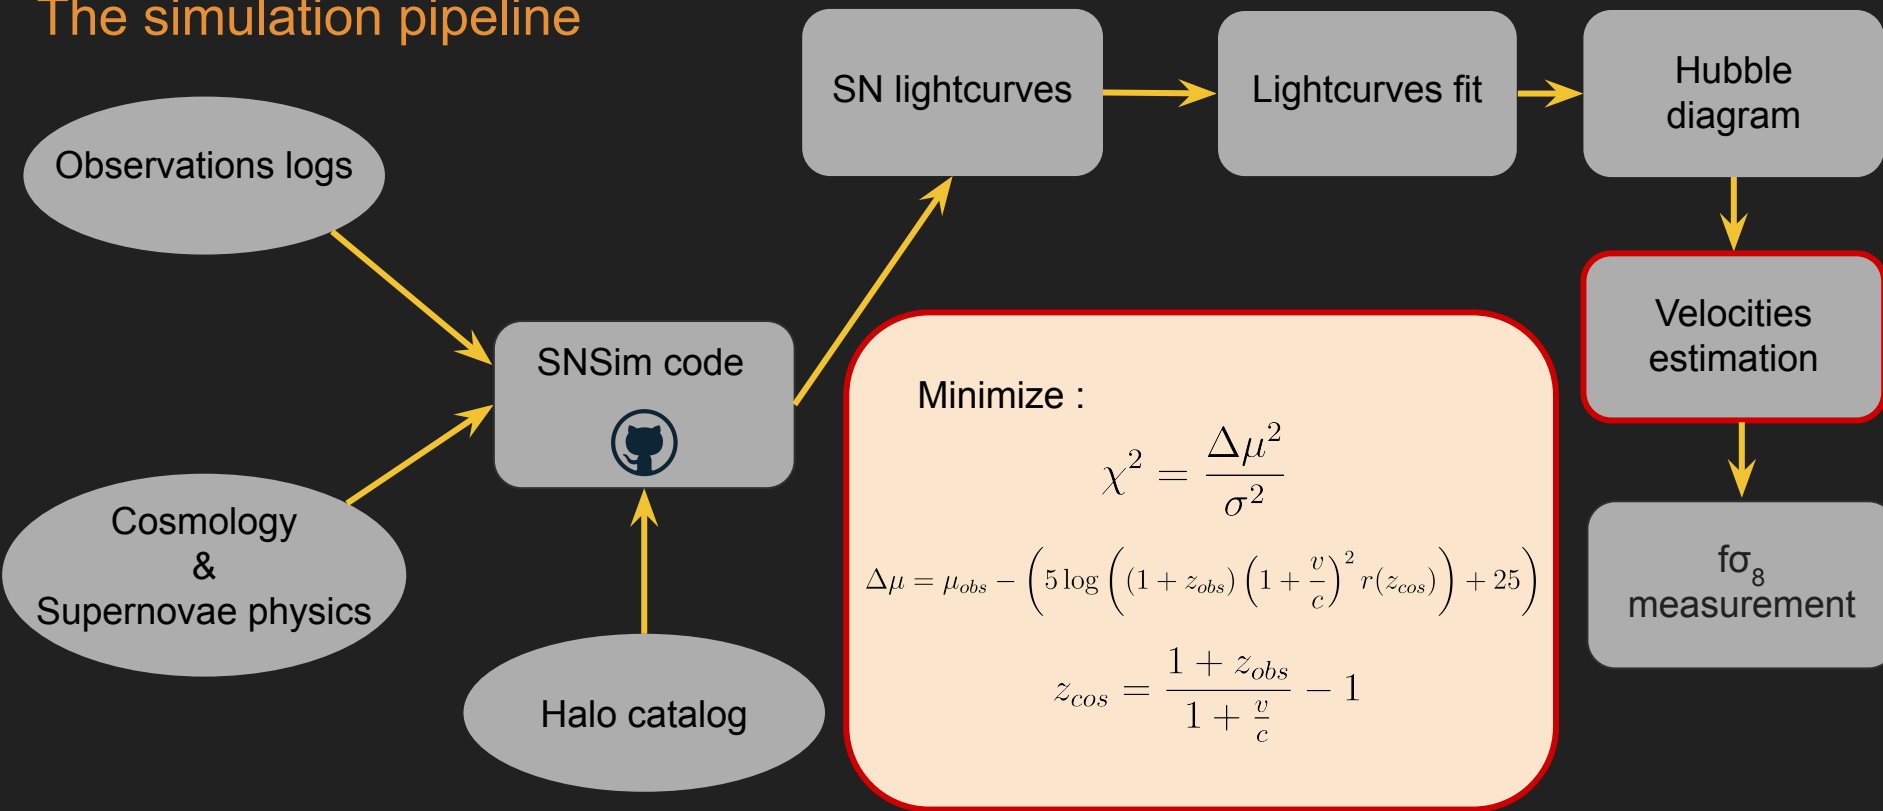 The simulation pipeline
Observations logs
Cosmology
&
Supernovae physics
Halo catalog
SNSim code
SN lightcurves
Lightcurves fit
Hubble
diagram
Velocities
estimation
fσ₈
measurement
Minimize :
χ² = Δμ² / σ²
Δμ = μ_obs − (5 log((1 + z_obs)(1 + v/c)² r(z_cos)) + 25)
z_cos = (1 + z_obs) / (1 + v/c) − 1